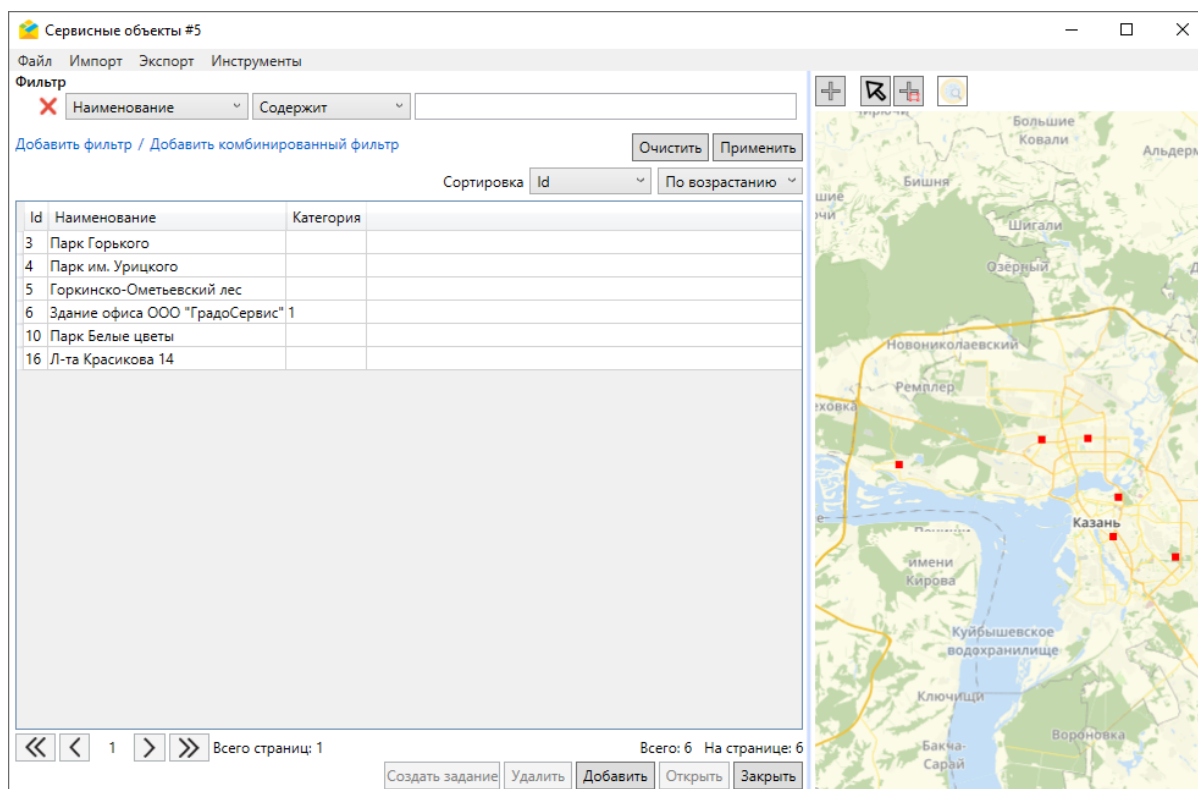 Сервисные объекты #5
Файл Импорт Экспорт Инструменты
Фильтр
Наименование Содержит
Добавить фильтр / Добавить комбинированный фильтр Очистить Применить
Сортировка Id По возрастанию
Id Наименование Категория
3 Парк Горького
4 Парк им. Урицкого
5 Горкинско-Ометьевский лес
6 Здание офиса ООО "ГрадоСервис" 1
10 Парк Белые цветы
16 Л-та Красикова 14
1 Всего страниц: 1 Всего: 6 На странице: 6
Создать задание Удалить Добавить Открыть Закрыть
Большие
Ковали
Альдерм
Бишня
шие
Шигали
Озёрный
Новониколаевский
Ремплер
еховка
Казань
имени
Кирова
Куйбышевское
водохранилище
Ключищи
Вороновка
Бакча-
Сарай